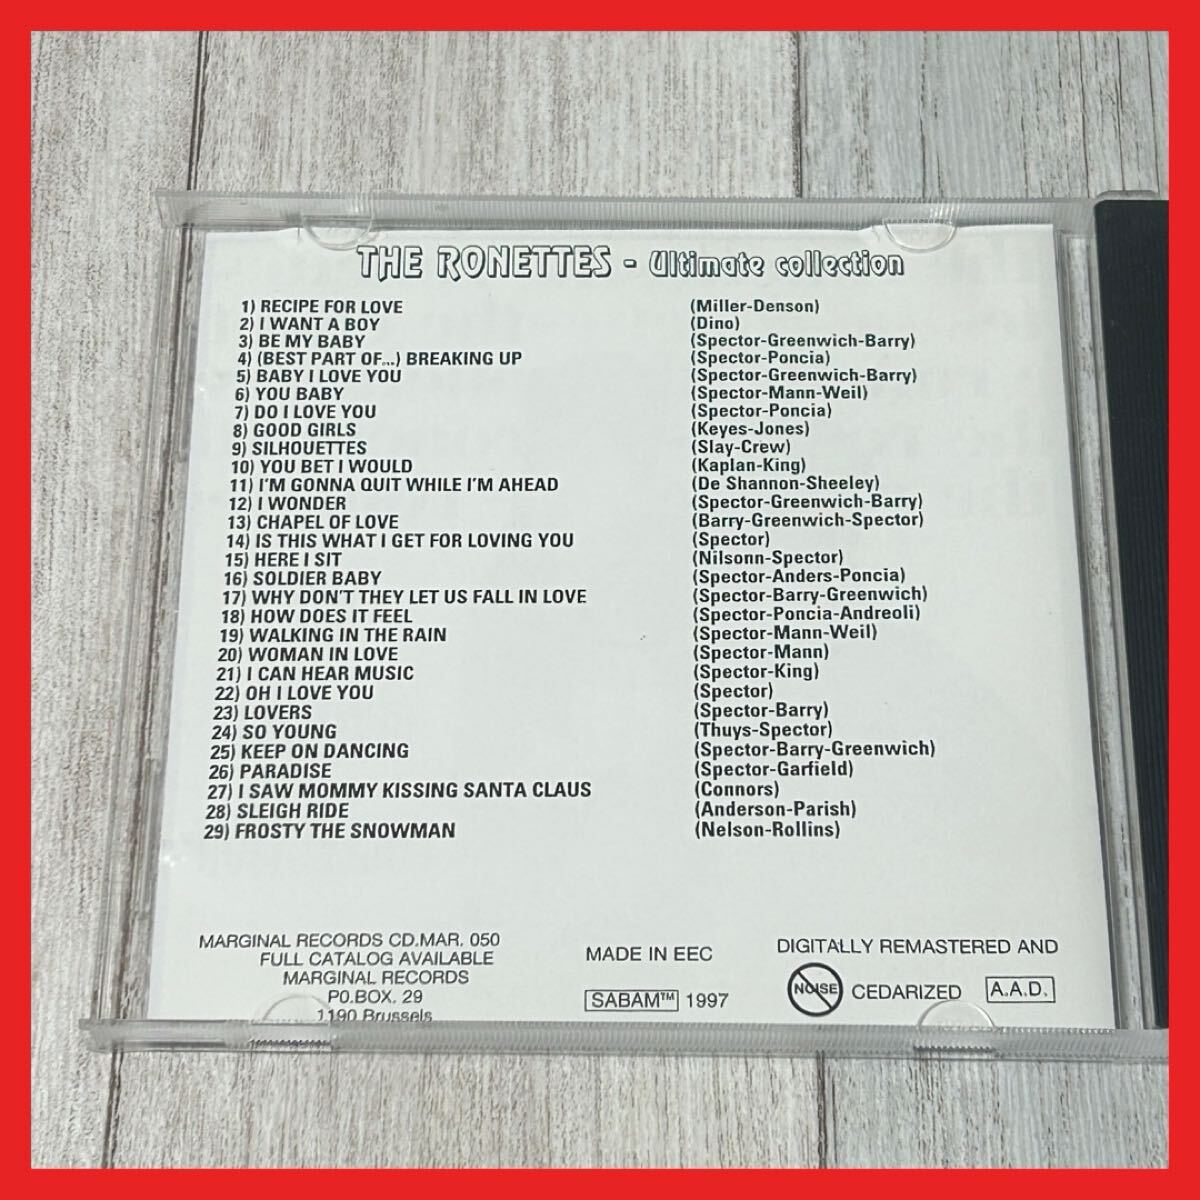 THE RONETTES - Ultimate collection
1) RECIPE FOR LOVE (Miller-Denson)
2) I WANT A BOY (Dino)
3) BE MY BABY (Spector-Greenwich-Barry)
4) (BEST PART OF...) BREAKING UP (Spector-Poncia)
5) BABY I LOVE YOU (Spector-Greenwich-Barry)
6) YOU BABY (Spector-Mann-Weil)
7) DO I LOVE YOU (Spector-Poncia)
8) GOOD GIRLS (Keyes-Jones)
9) SILHOUETTES (Slay-Crew)
10) YOU BET I WOULD (Kaplan-King)
11) I'M GONNA QUIT WHILE I'M AHEAD (De Shannon-Sheeley)
12) I WONDER (Spector-Greenwich-Barry)
13) CHAPEL OF LOVE (Barry-Greenwich-Spector)
14) IS THIS WHAT I GET FOR LOVING YOU (Spector)
15) HERE I SIT (Nilsonn-Spector)
16) SOLDIER BABY (Spector-Anders-Poncia)
17) WHY DON'T THEY LET US FALL IN LOVE (Spector-Barry-Greenwich)
18) HOW DOES IT FEEL (Spector-Poncia-Andreoli)
19) WALKING IN THE RAIN (Spector-Mann-Weil)
20) WOMAN IN LOVE (Spector-Mann)
21) I CAN HEAR MUSIC (Spector-King)
22) OH I LOVE YOU (Spector)
23) LOVERS (Spector-Barry)
24) SO YOUNG (Thuys-Spector)
25) KEEP ON DANCING (Spector-Barry-Greenwich)
26) PARADISE (Spector-Garfield)
27) I SAW MOMMY KISSING SANTA CLAUS (Connors)
28) SLEIGH RIDE (Anderson-Parish)
29) FROSTY THE SNOWMAN (Nelson-Rollins)
MARGINAL RECORDS CD.MAR. 050
FULL CATALOG AVAILABLE
MARGINAL RECORDS
PO.BOX. 29
1190 Brussels
MADE IN EEC
SABAM™ 1997
DIGITALLY REMASTERED AND
NOISE CEDARIZED A.A.D.